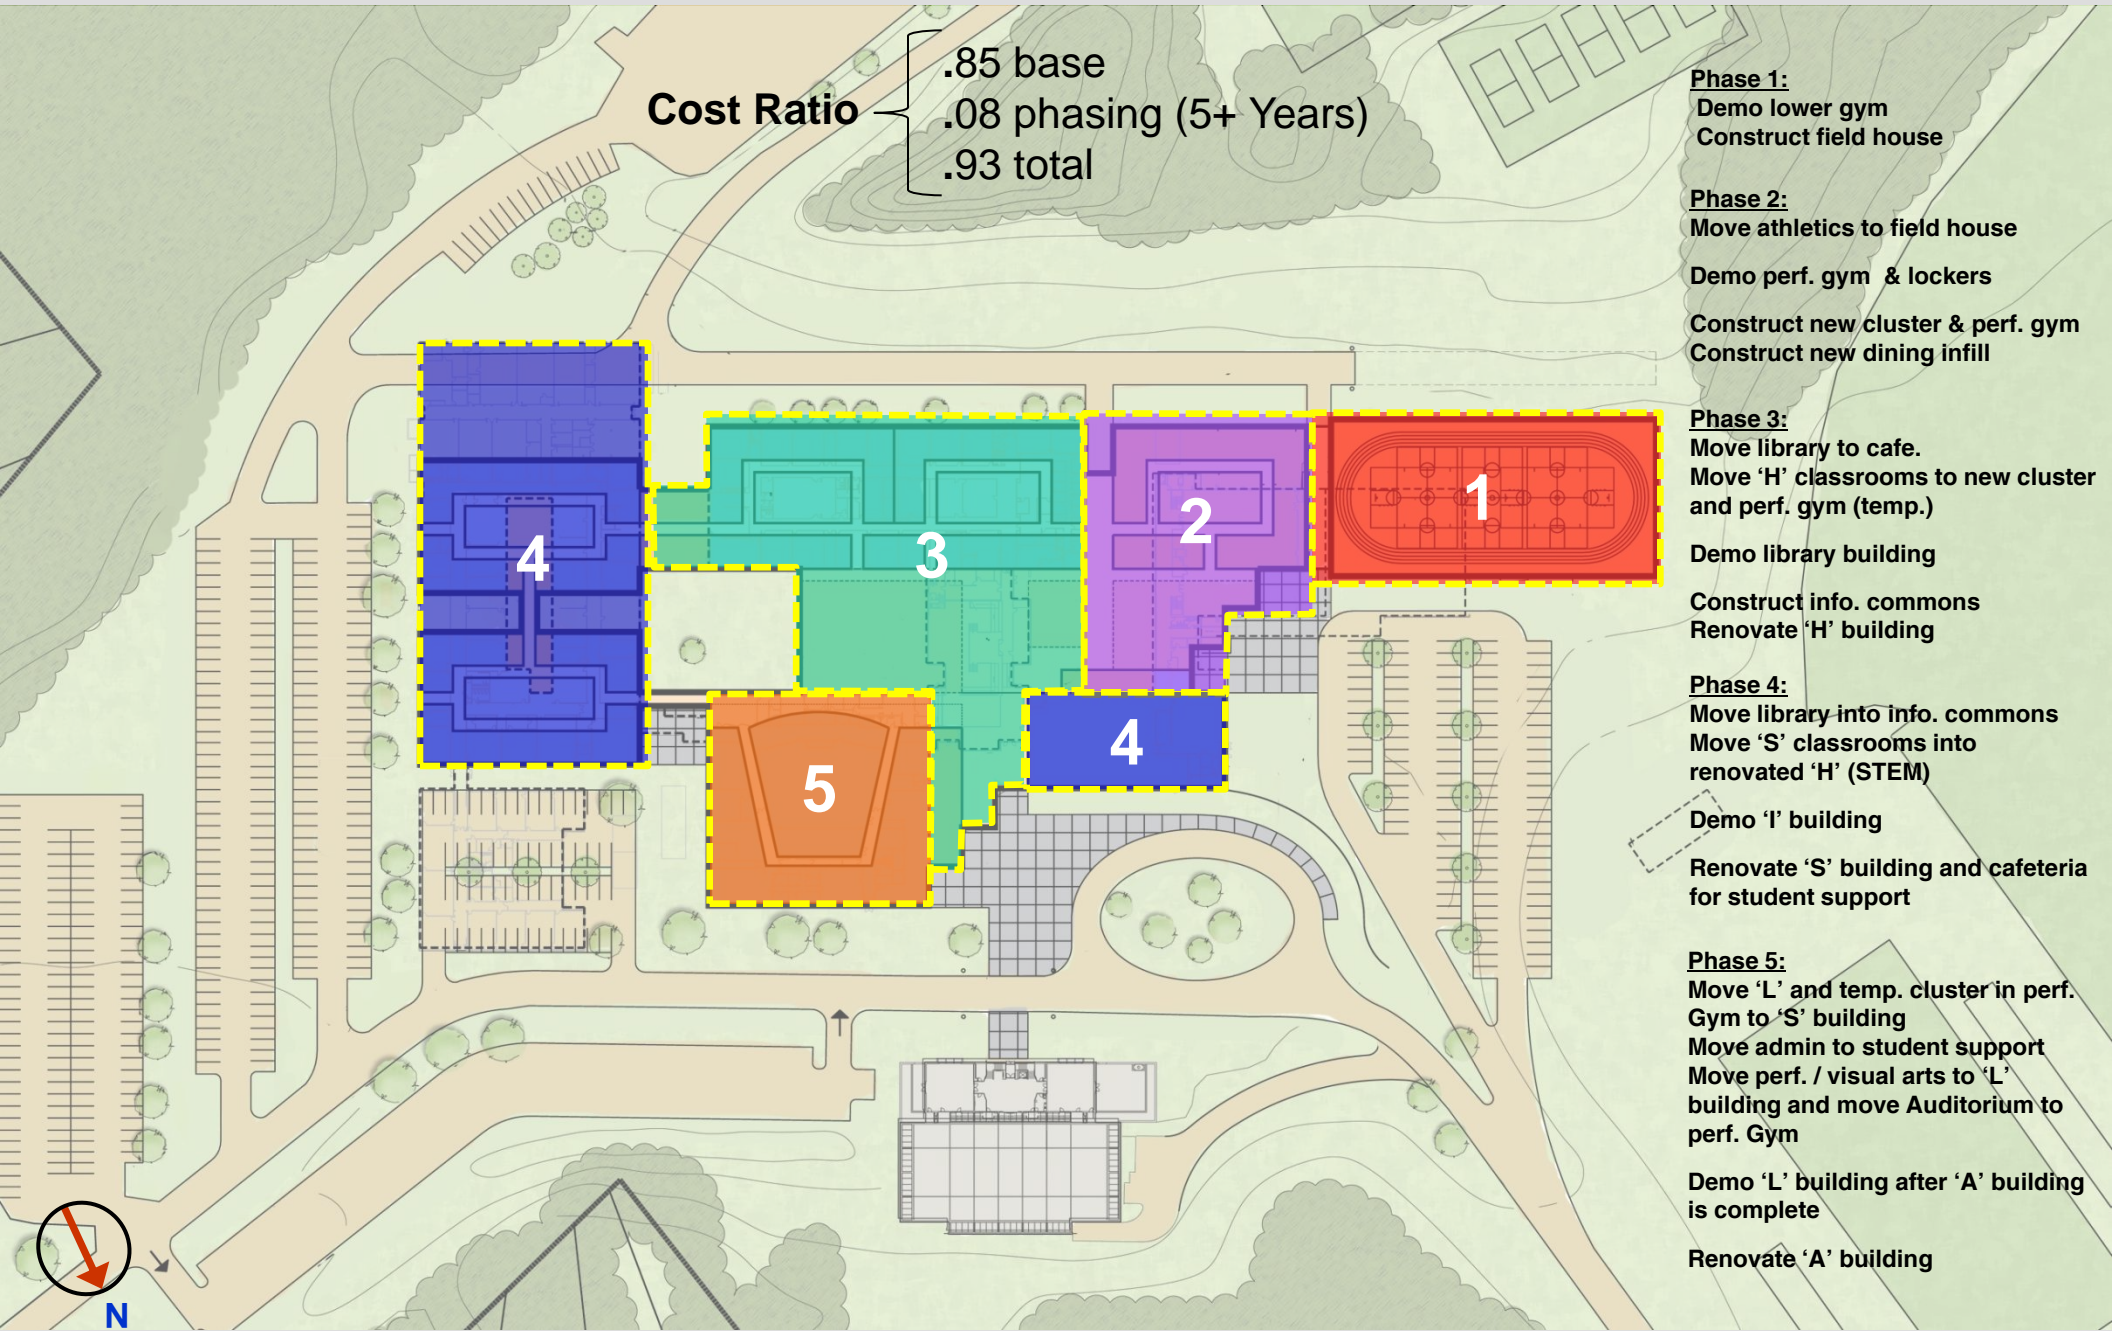 Cost Ratio
.85 base
.08 phasing (5+ Years)
.93 total
Phase 1:
Demo lower gym
Construct field house
Phase 2:
Move athletics to field house
Demo perf. gym & lockers
Construct new cluster & perf. gym
Construct new dining infill
Phase 3:
Move library to cafe.
Move ‘H’ classrooms to new cluster
and perf. gym (temp.)
Demo library building
Construct info. commons
Renovate ‘H’ building
Phase 4:
Move library into info. commons
Move ‘S’ classrooms into
renovated ‘H’ (STEM)
Demo ‘I’ building
Renovate ‘S’ building and cafeteria
for student support
Phase 5:
Move ‘L’ and temp. cluster in perf.
Gym to ‘S’ building
Move admin to student support
Move perf. / visual arts to ‘L’
building and move Auditorium to
perf. Gym
Demo ‘L’ building after ‘A’ building
is complete
Renovate ‘A’ building
1
2
3
4
4
5
N